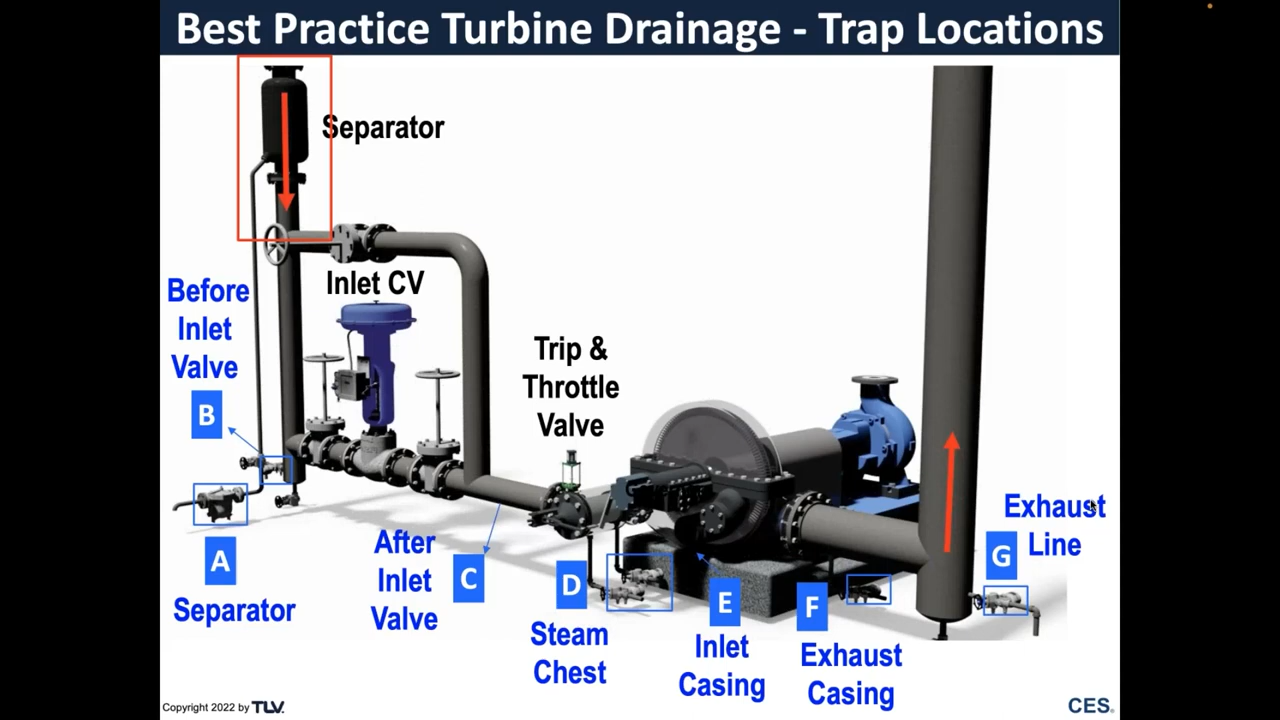 Best Practice Turbine Drainage - Trap Locations
Separator
Inlet CV
Before
Inlet
Valve
B
Trip &
Throttle
Valve
A
Separator
After
Inlet
Valve
C
D
Steam
Chest
E
Inlet
Casing
F
Exhaust
Casing
G
Exhaust
Line
Copyright 2022 by TLV.
CES.